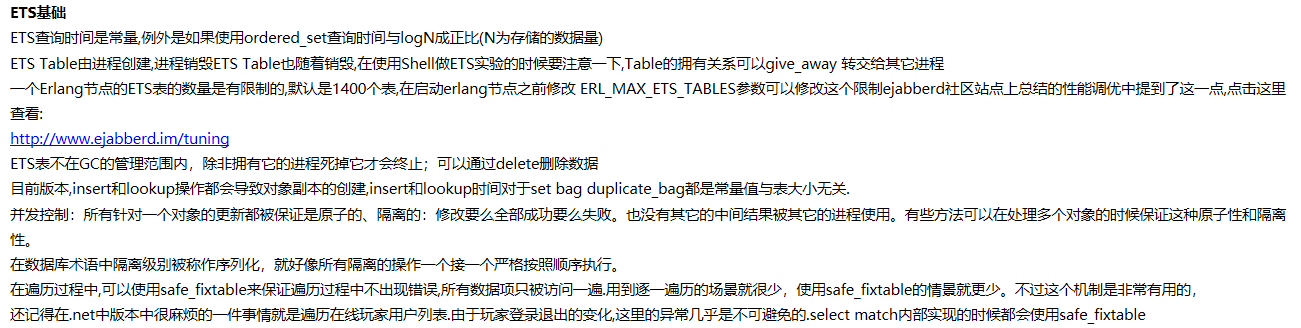 ETS基础
ETS查询时间是常量,例外是如果使用ordered_set查询时间与logN成正比(N为存储的数据量)
ETS Table由进程创建,进程销毁ETS Table也随着销毁,在使用Shell做ETS实验的时候要注意一下,Table的拥有关系可以give_away 转交给其它进程
一个Erlang节点的ETS表的数量是有限制的,默认是1400个表,在启动erlang节点之前修改 ERL_MAX_ETS_TABLES参数可以修改这个限制ejabberd社区站点上总结的性能调优中提到了这一点,点击这里
查看:
http://www.ejabberd.im/tuning
ETS表不在GC的管理范围内，除非拥有它的进程死掉它才会终止；可以通过delete删除数据
目前版本,insert和lookup操作都会导致对象副本的创建,insert和lookup时间对于set bag duplicate_bag都是常量值与表大小无关.
并发控制：所有针对一个对象的更新都被保证是原子的、隔离的：修改要么全部成功要么失败。也没有其它的中间结果被其它的进程使用。有些方法可以在处理多个对象的时候保证这种原子性和隔离
性。
在数据库术语中隔离级别被称作序列化，就好像所有隔离的操作一个接一个严格按照顺序执行。
在遍历过程中,可以使用safe_fixtable来保证遍历过程中不出现错误,所有数据项只被访问一遍.用到逐一遍历的场景就很少，使用safe_fixtable的情景就更少。不过这个机制是非常有用的，
还记得在.net中版本中很麻烦的一件事情就是遍历在线玩家用户列表.由于玩家登录退出的变化,这里的异常几乎是不可避免的.select match内部实现的时候都会使用safe_fixtable